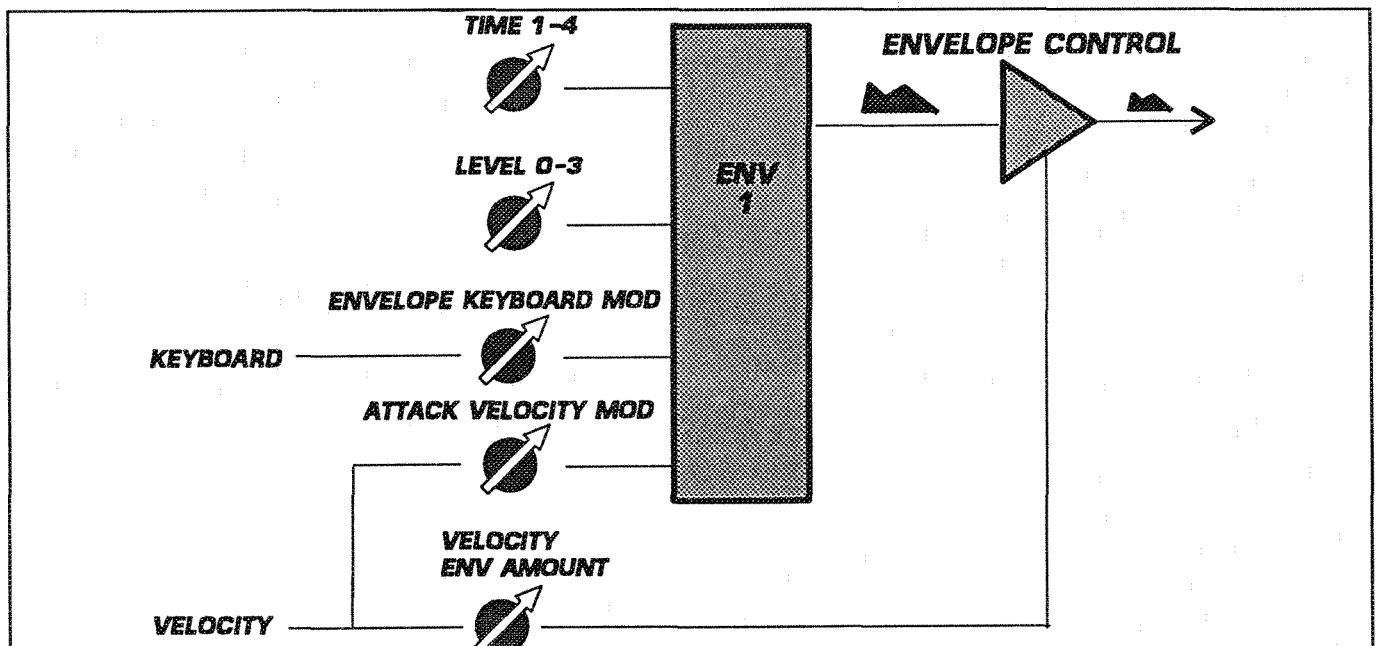 TIME 1-4
ENVELOPE CONTROL
LEVEL 0-3
ENV
1
ENVELOPE KEYBOARD MOD
KEYBOARD
ATTACK VELOCITY MOD
VELOCITY
ENV AMOUNT
VELOCITY